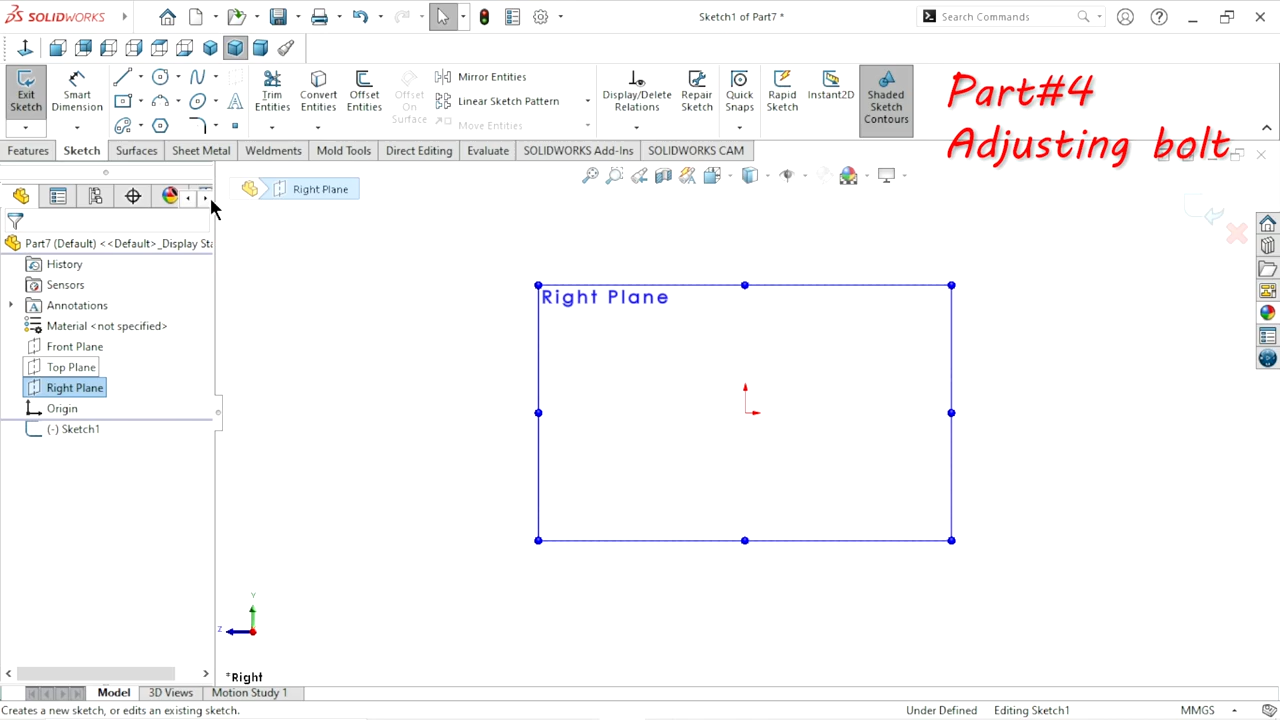 SOLIDWORKS
Sketch1 of Part7 *
Search Commands
Exit Sketch
Smart Dimension
Trim Entities
Convert Entities
Offset Entities
Offset On Surface
Mirror Entities
Linear Sketch Pattern
Move Entities
Display/Delete Relations
Repair Sketch
Quick Snaps
Rapid Sketch
Instant2D
Shaded Sketch Contours
Part#4
Adjusting bolt
Features
Sketch
Surfaces
Sheet Metal
Weldments
Mold Tools
Direct Editing
Evaluate
SOLIDWORKS Add-Ins
SOLIDWORKS CAM
Right Plane
Part7 (Default) <<Default>_Display Sta
History
Sensors
Annotations
Material <not specified>
Front Plane
Top Plane
Right Plane
Origin
(-) Sketch1
Right Plane
Y
Z
*Right
Model
3D Views
Motion Study 1
Creates a new sketch, or edits an existing sketch.
Under Defined
Editing Sketch1
MMGS